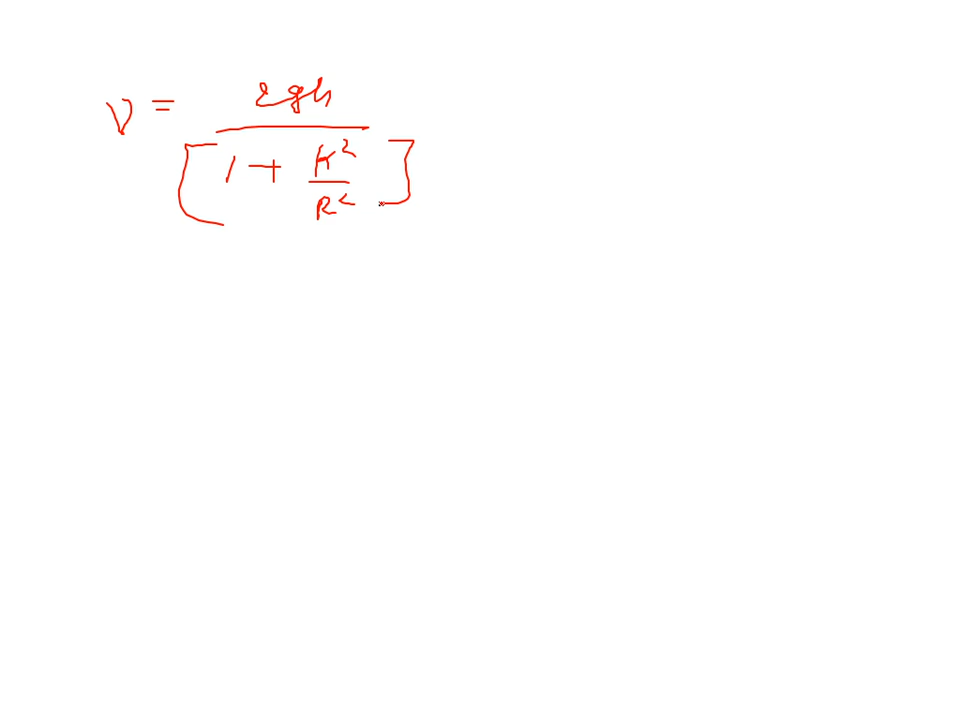 V = 2gh / [1 + K²/R²]